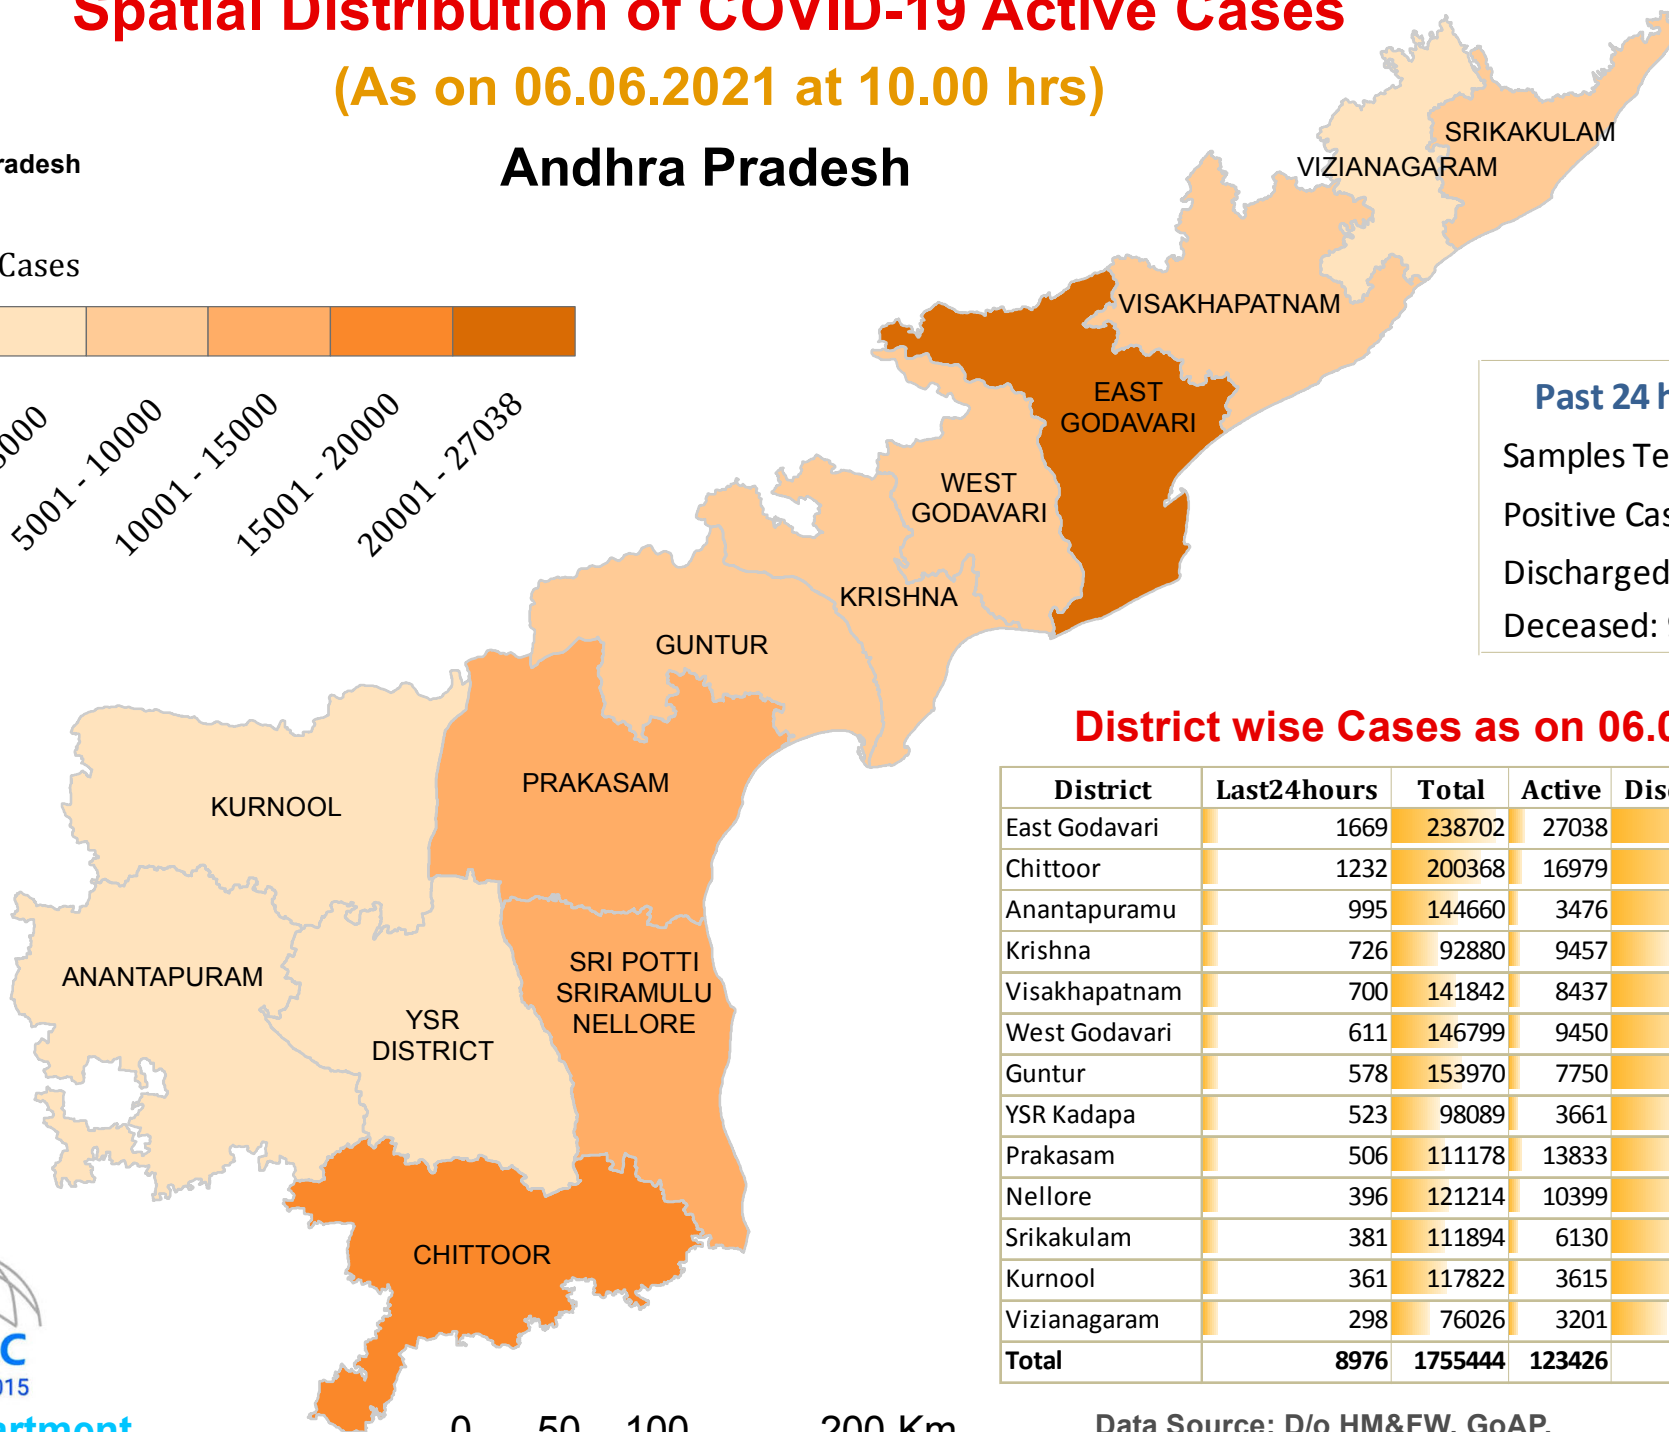 Spatial Distribution of COVID-19 Active Cases
(As on 06.06.2021 at 10.00 hrs)
Andhra Pradesh
radesh
Cases
000
5001 - 10000
10001 - 15000
15001 - 20000
20001 - 27038
SRIKAKULAM
VIZIANAGARAM
VISAKHAPATNAM
EAST
GODAVARI
WEST
GODAVARI
KRISHNA
GUNTUR
PRAKASAM
KURNOOL
ANANTAPURAM
YSR
DISTRICT
SRI POTTI
SRIRAMULU
NELLORE
CHITTOOR
Past 24 h
Samples Te
Positive Cas
Discharged
Deceased:
District wise Cases as on 06.0
District Last24hours Total Active Dis
East Godavari 1669 238702 27038
Chittoor 1232 200368 16979
Anantapuramu 995 144660 3476
Krishna 726 92880 9457
Visakhapatnam 700 141842 8437
West Godavari 611 146799 9450
Guntur 578 153970 7750
YSR Kadapa 523 98089 3661
Prakasam 506 111178 13833
Nellore 396 121214 10399
Srikakulam 381 111894 6130
Kurnool 361 117822 3615
Vizianagaram 298 76026 3201
Total 8976 1755444 123426
C
015
artment
0 50 100 200 Km
Data Source: D/o HM&FW, GoAP.